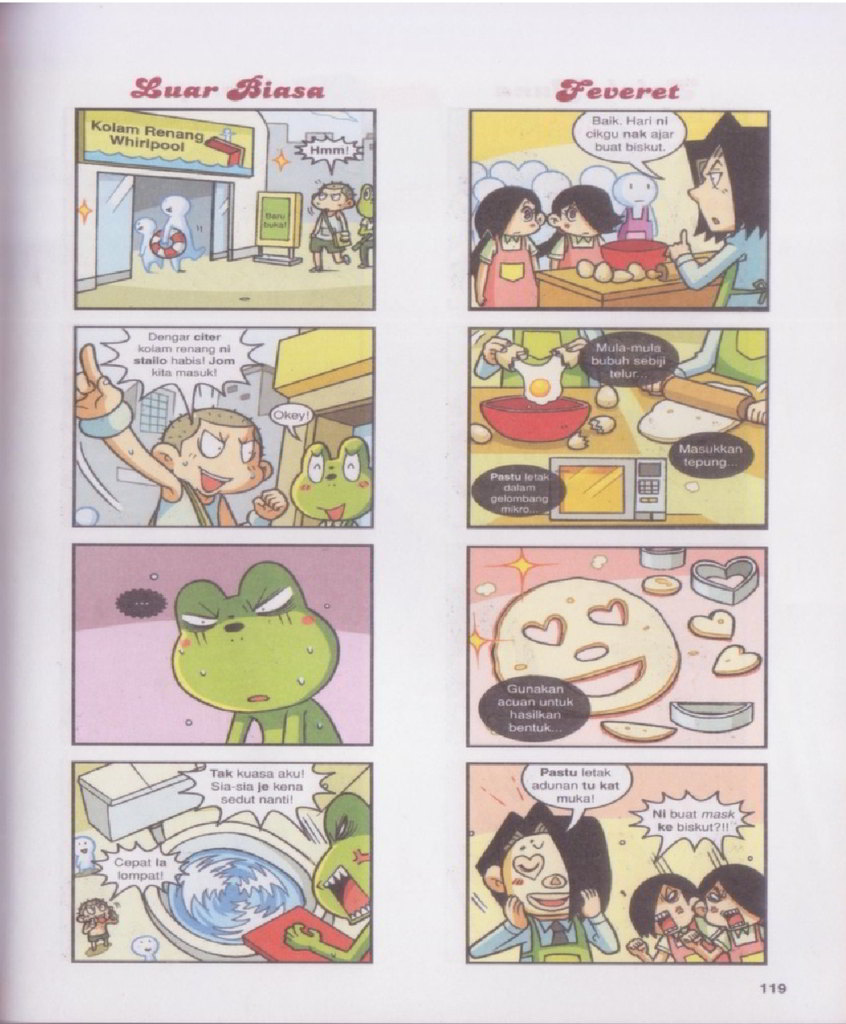 Luar Biasa
Kolam Renang
Whirlpool
Hmm!
Baru
buka!
Dengar citer
kolam renang ni
stailo habis! Jom
kita masuk!
Okey!
...
Tak kuasa aku!
Sia-sia je kena
sedut nanti!
Cepat la
lompat!
Feveret
Baik. Hari ni
cikgu nak ajar
buat biskut.
Mula-mula
bubuh sebiji
telur...
Masukkan
tepung...
Pastu letak
dalam
gelombang
mikro...
Gunakan
acuan untuk
hasilkan
bentuk...
Pastu letak
adunan tu kat
muka!
Ni buat mask
ke biskut?!!
119